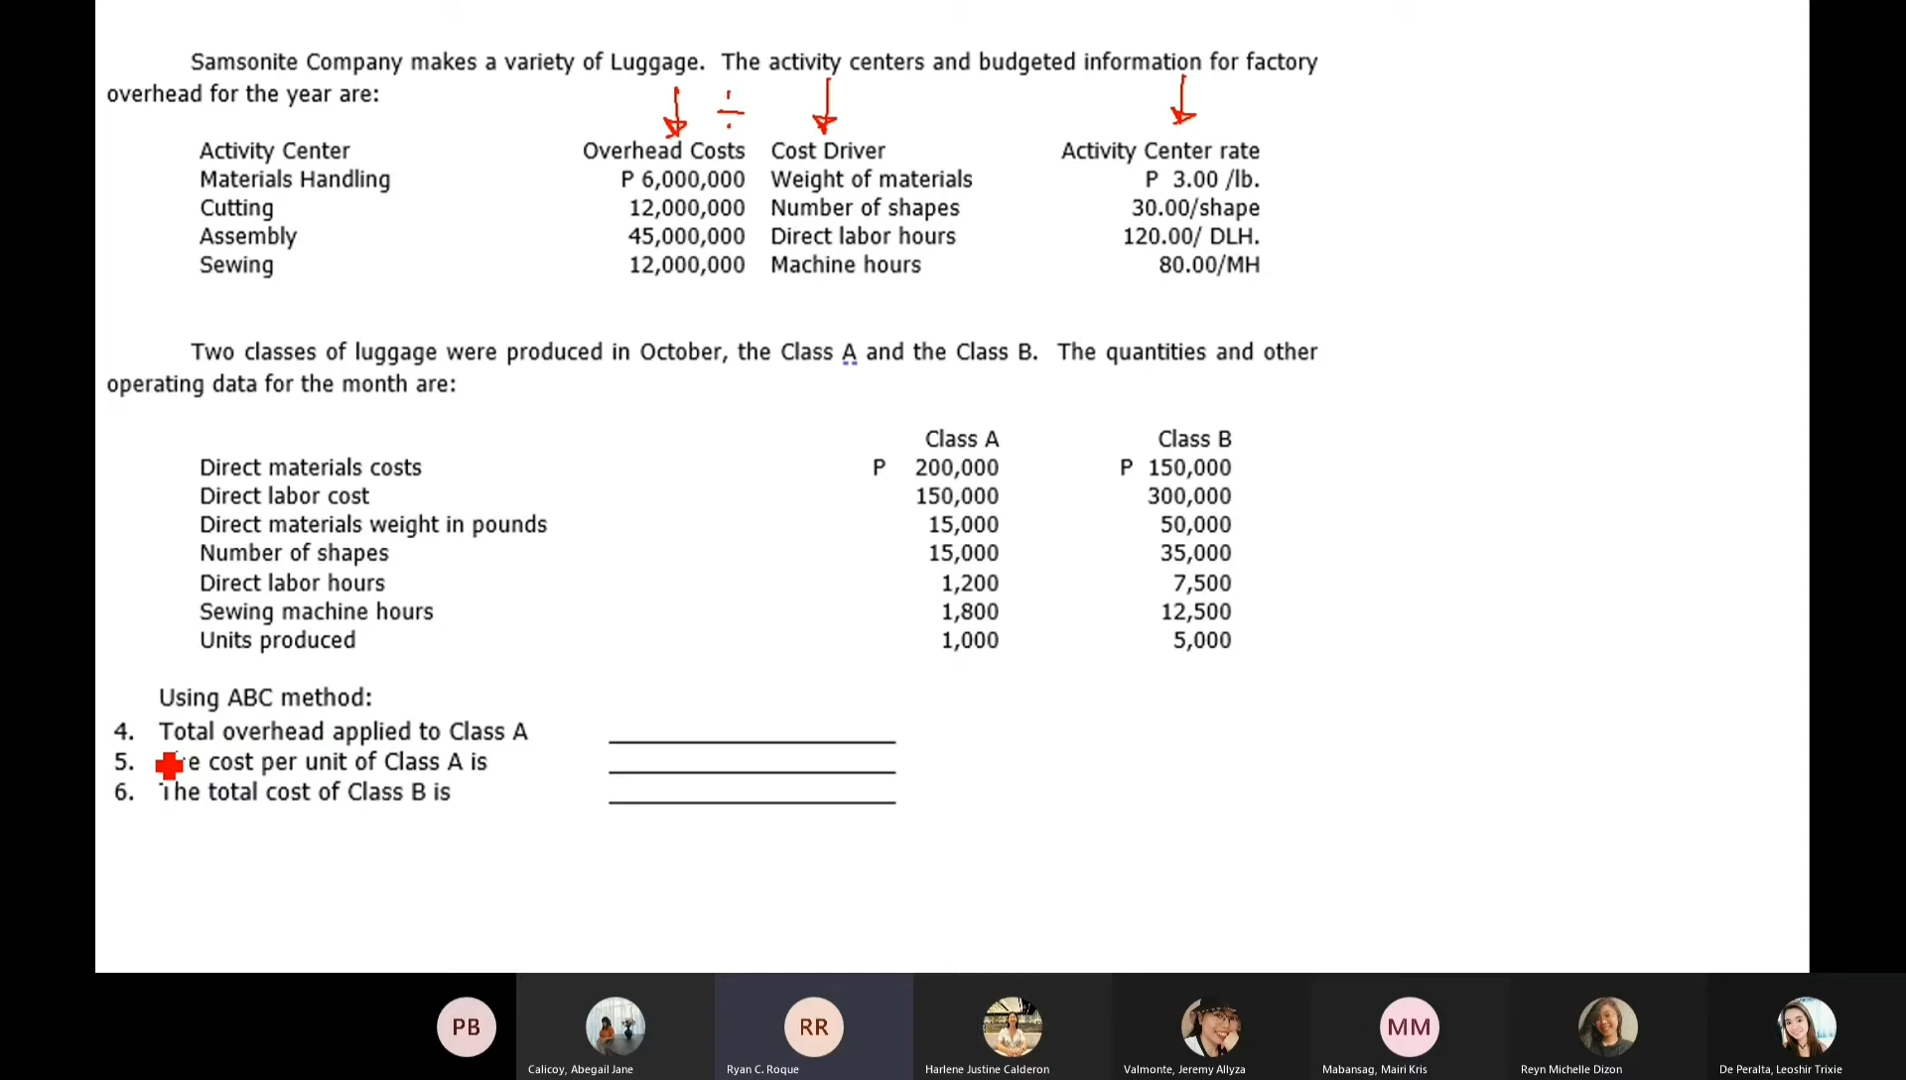 Samsonite Company makes a variety of Luggage. The activity centers and budgeted information for factory
overhead for the year are:
Activity Center Overhead Costs Cost Driver Activity Center rate
Materials Handling P 6,000,000 Weight of materials P 3.00 /lb.
Cutting 12,000,000 Number of shapes 30.00/shape
Assembly 45,000,000 Direct labor hours 120.00/ DLH.
Sewing 12,000,000 Machine hours 80.00/MH
Two classes of luggage were produced in October, the Class A and the Class B. The quantities and other
operating data for the month are:
Class A Class B
Direct materials costs P 200,000 P 150,000
Direct labor cost 150,000 300,000
Direct materials weight in pounds 15,000 50,000
Number of shapes 15,000 35,000
Direct labor hours 1,200 7,500
Sewing machine hours 1,800 12,500
Units produced 1,000 5,000
Using ABC method:
4. Total overhead applied to Class A
5. cost per unit of Class A is
6. The total cost of Class B is
PB RR MM
Calicoy, Abegail Jane Ryan C. Roque Harlene Justine Calderon Valmonte, Jeremy Allyza Mabansag, Mairi Kris Reyn Michelle Dizon De Peralta, Leoshir Trixie